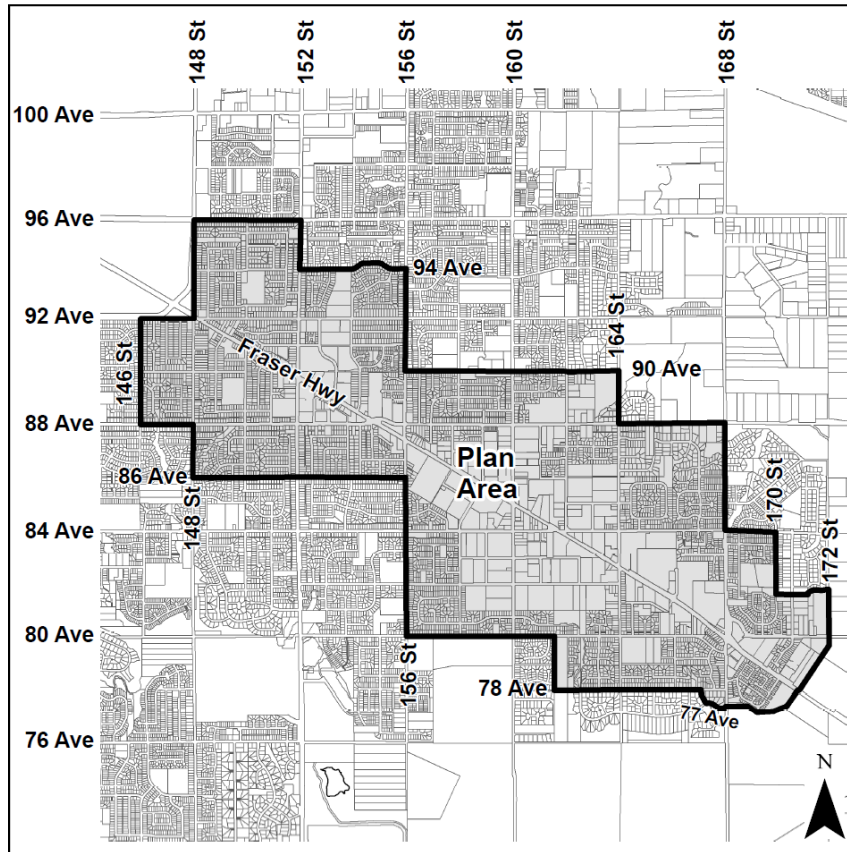 148 St
152 St
156 St
160 St
168 St
100 Ave
96 Ave
94 Ave
92 Ave
164 St
146 St
Fraser Hwy
90 Ave
88 Ave
Plan
Area
86 Ave
148 St
170 St
84 Ave
172 St
80 Ave
156 St
78 Ave
77 Ave
76 Ave
N